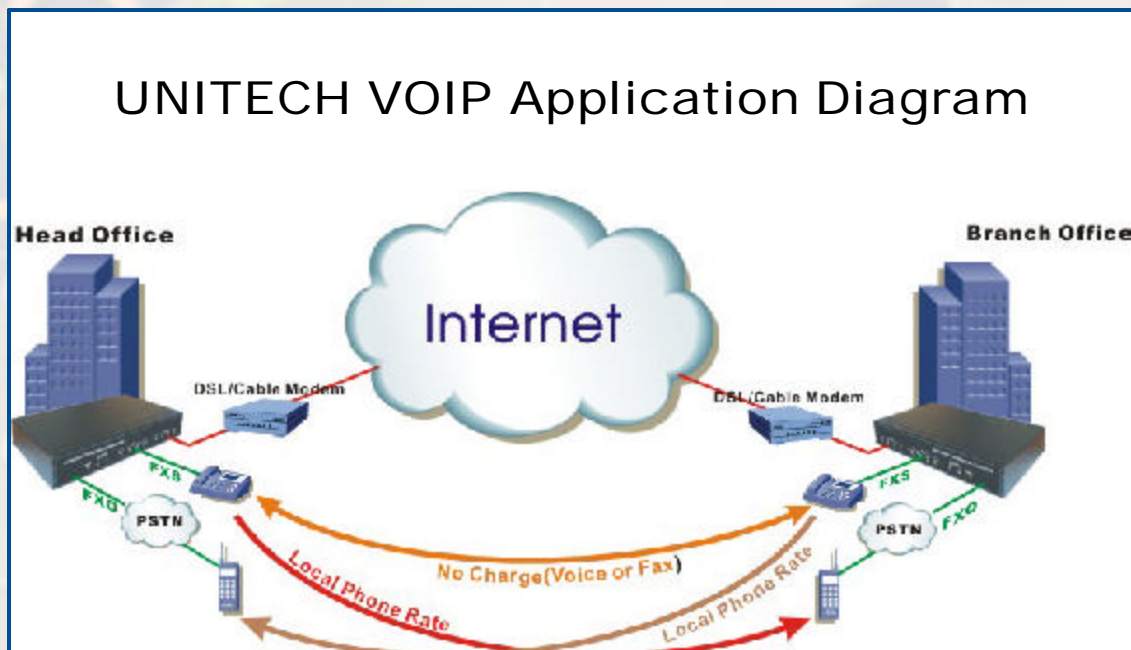 UNITECH VOIP Application Diagram
Head Office
Branch Office
Internet
DSL/Cable Modem
DSL/Cable Modem
FXS
FXS
FXO
FXO
PSTN
PSTN
No Charge(Voice or Fax)
Local Phone Rate
Local Phone Rate